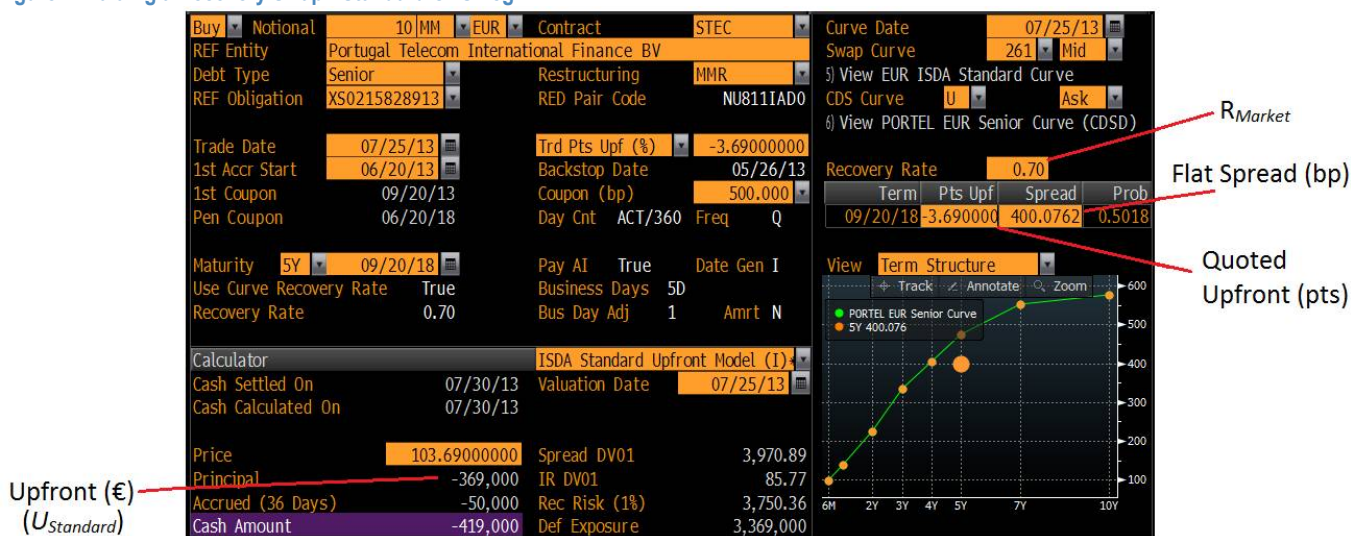 Buy Notional 10 MM EUR Contract STEC
REF Entity Portugal Telecom International Finance BV
Debt Type Senior Restructuring MMR
REF Obligation XS0215828913 RED Pair Code NU811IAD0
Trade Date 07/25/13 Trd Pts Upf (%) -3.69000000
1st Accr Start 06/20/13 Backstop Date 05/26/13
1st Coupon 09/20/13 Coupon (bp) 500.000
Pen Coupon 06/20/18 Day Cnt ACT/360 Freq Q
Maturity 5Y 09/20/18 Pay AI True Date Gen I
Use Curve Recovery Rate True Business Days 5D
Recovery Rate 0.70 Bus Day Adj 1 Amrt N
Calculator ISDA Standard Upfront Model (I)
Cash Settled On 07/30/13 Valuation Date 07/25/13
Cash Calculated On 07/30/13
Price 103.69000000 Spread DV01 3,970.89
Principal -369,000 IR DV01 85.77
Accrued (36 Days) -50,000 Rec Risk (1%) 3,750.36
Cash Amount -419,000 Def Exposure 3,369,000
Curve Date 07/25/13
Swap Curve 261 Mid
5) View EUR ISDA Standard Curve
CDS Curve U Ask
6) View PORTEL EUR Senior Curve (CDSD)
Recovery Rate 0.70
Term Pts Upf Spread Prob
09/20/18 -3.690000 400.0762 0.5018
View Term Structure
Track Annotate Zoom
PORTEL EUR Senior Curve
5Y 400.076
600
500
400
300
200
100
6M 2Y 3Y 4Y 5Y 7Y 10Y
RMarket
Flat Spread (bp)
Quoted
Upfront (pts)
Upfront (€)
(UStandard)